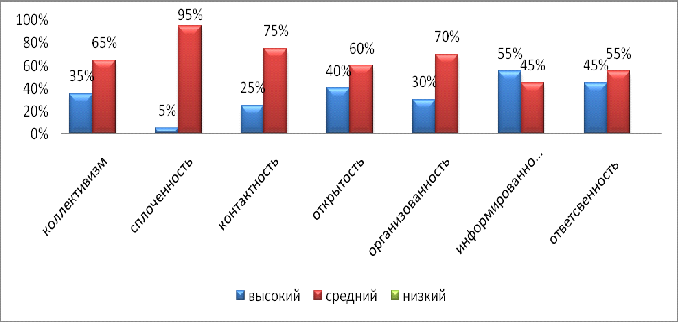 100%
80%
60%
40%
20%
0%
35%
65%
5%
95%
25%
75%
40%
60%
30%
70%
55%
45%
45%
55%
коллективизм
сплоченность
контактность
открытость
организованность
информированно...
ответсвенность
высокий средний низкий